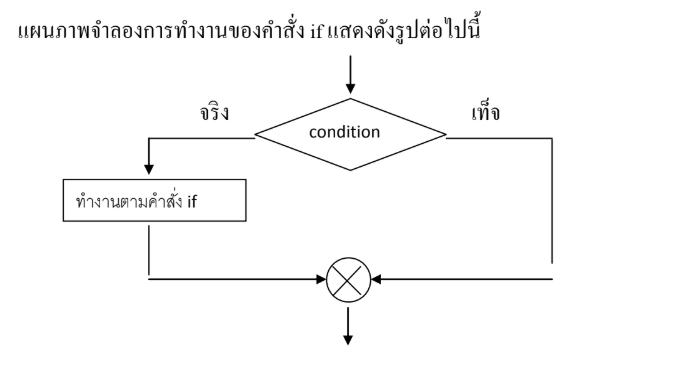 แผนภาพจำลองการทำงานของคำสั่ง if แสดงดังรูปต่อไปนี้
จริง
เท็จ
condition
ทำงานตามคำสั่ง if